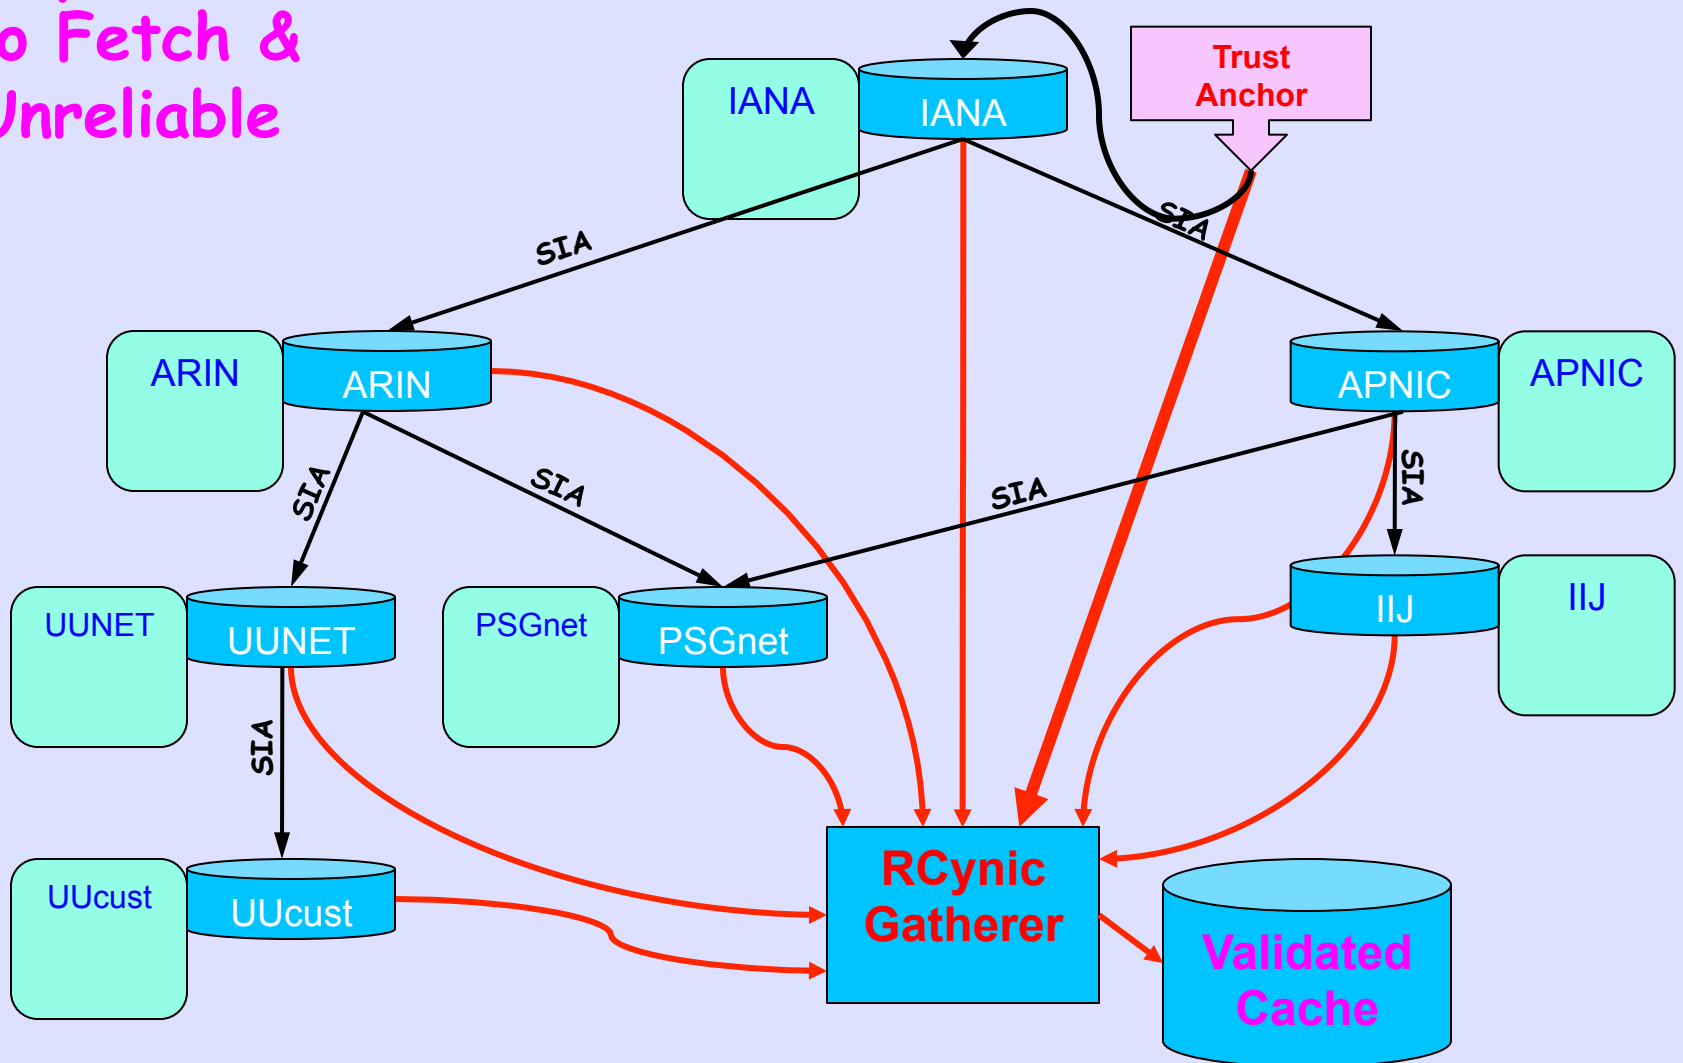 o Fetch &
Unreliable
Trust
Anchor
IANA
IANA
SIA
SIA
ARIN
ARIN
APNIC
APNIC
SIA
SIA
SIA
SIA
UUNET
UUNET
PSGnet
PSGnet
IIJ
IIJ
SIA
UUcust
UUcust
RCynic
Gatherer
Validated
Cache